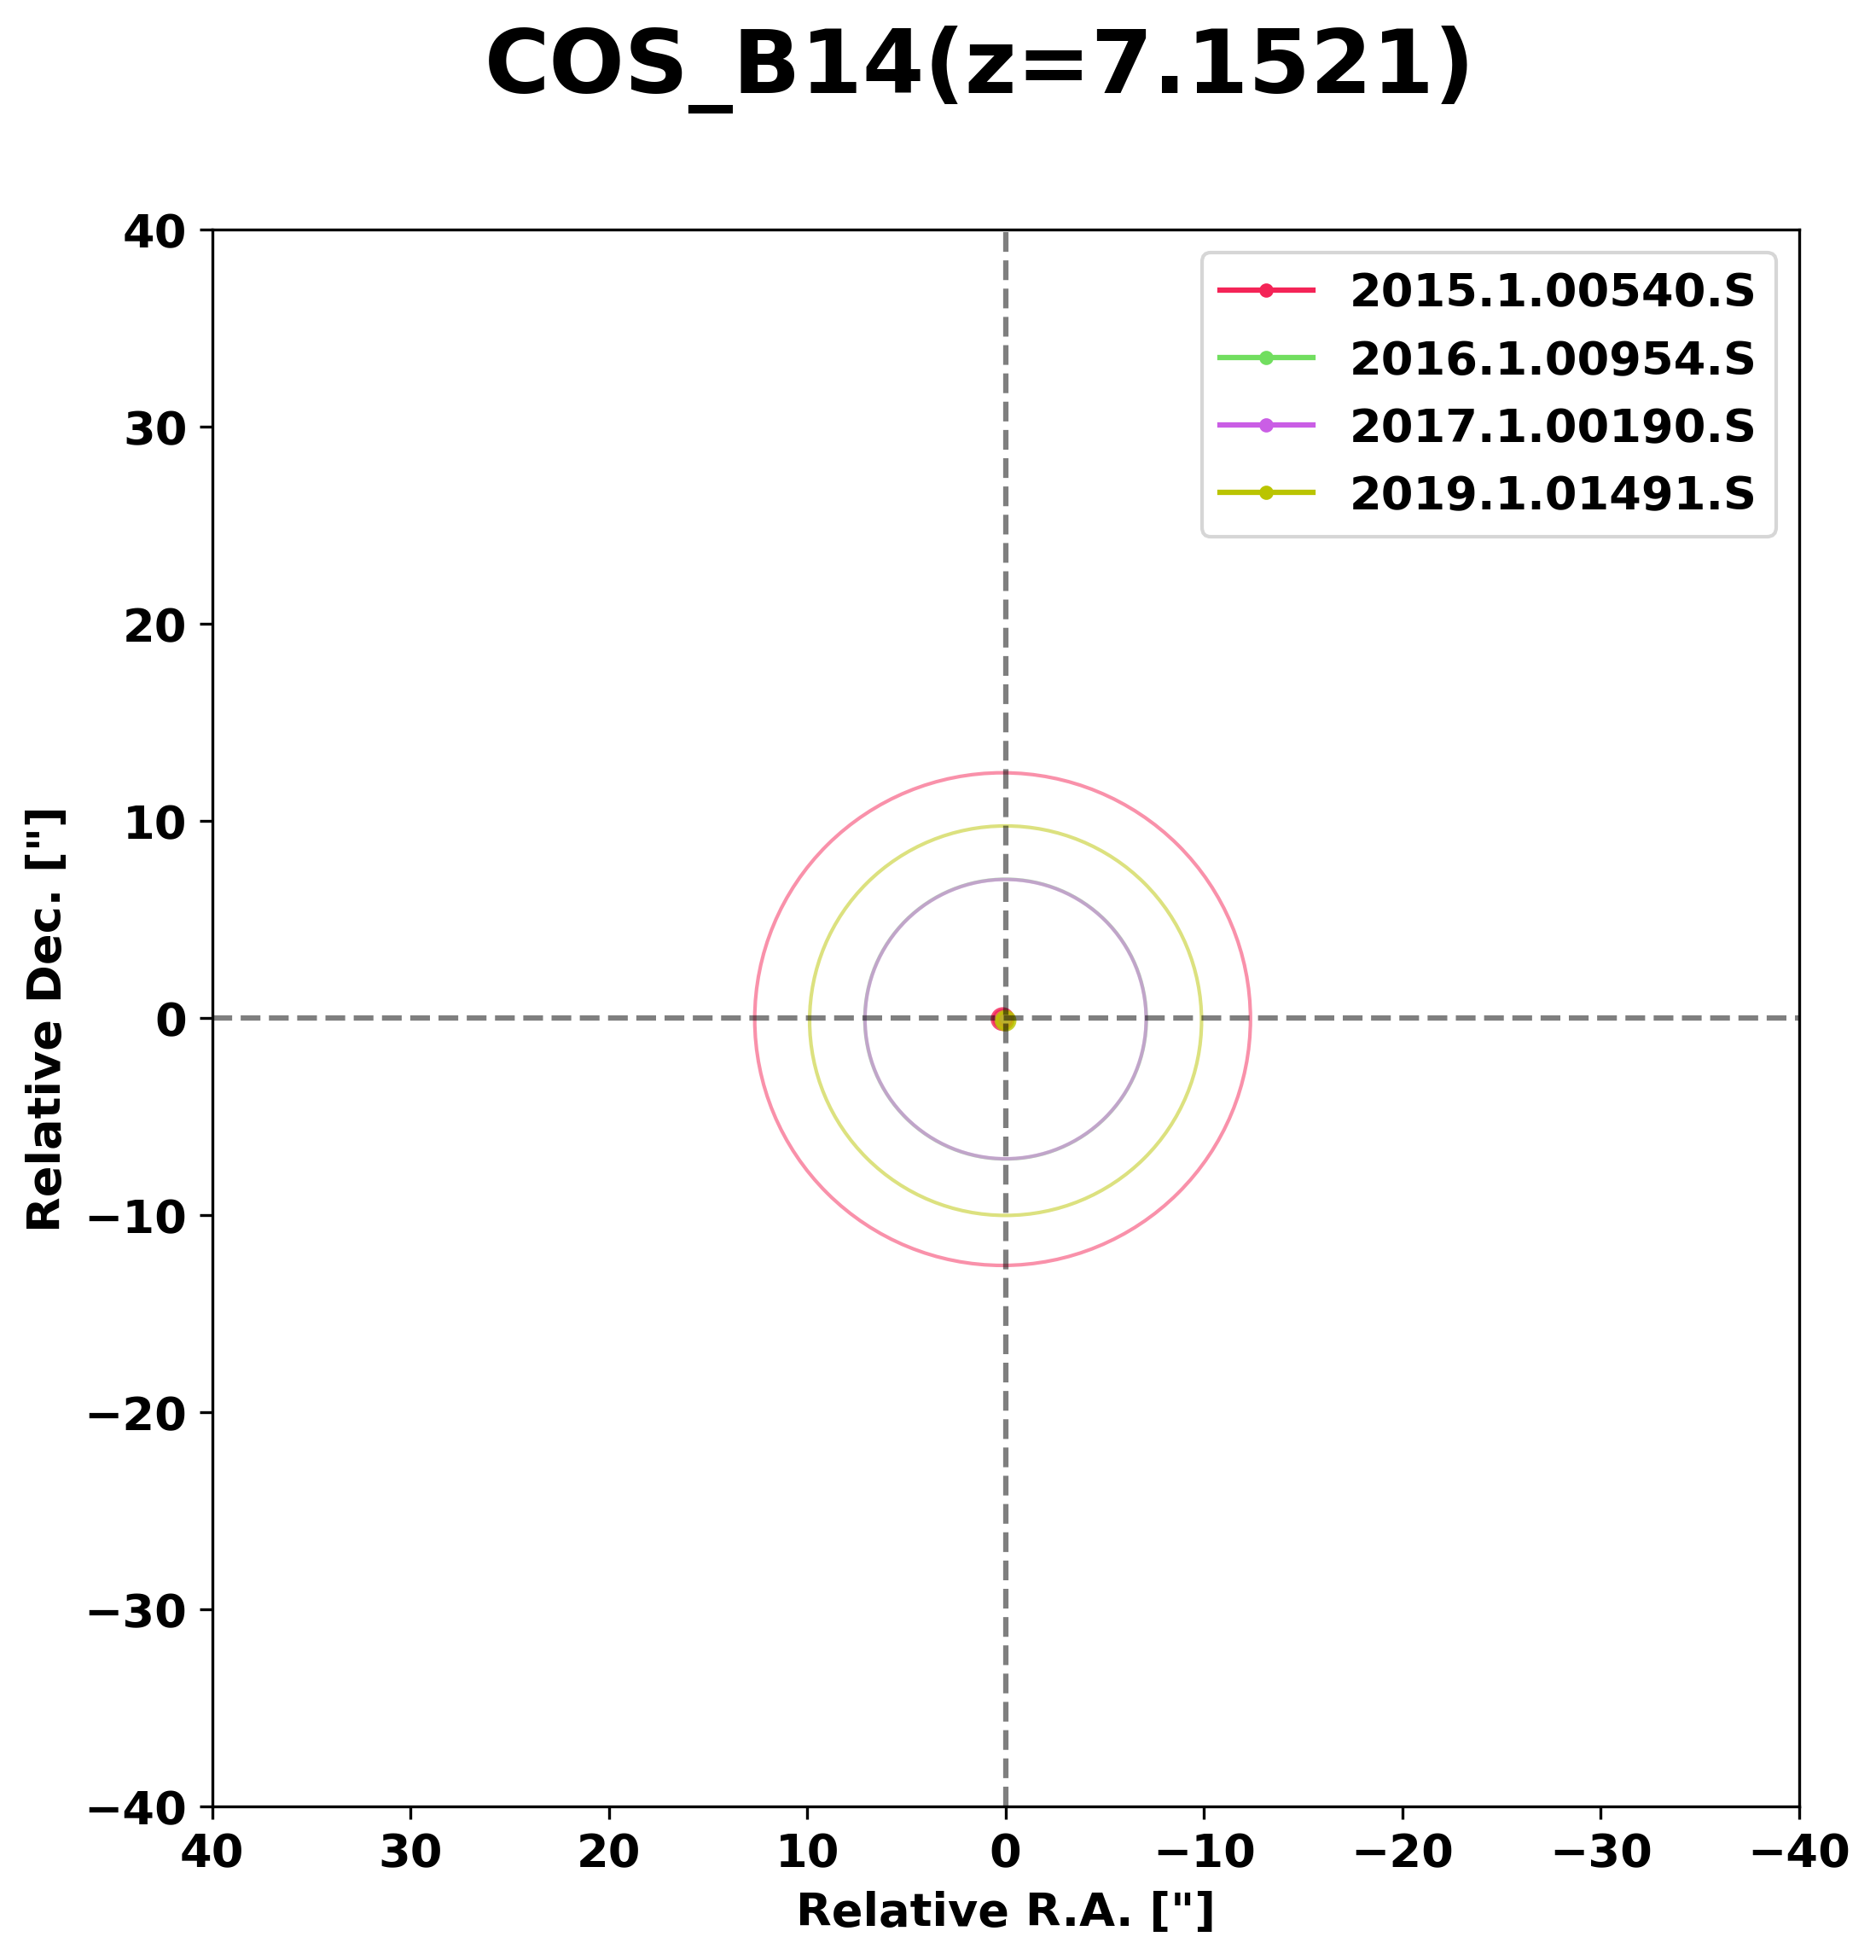 COS_B14(z=7.1521)
2015.1.00540.S
2016.1.00954.S
2017.1.00190.S
2019.1.01491.S
Relative Dec. ["]
40
30
20
10
0
−10
−20
−30
−40
40 30 20 10 0 −10 −20 −30 −40
Relative R.A. ["]